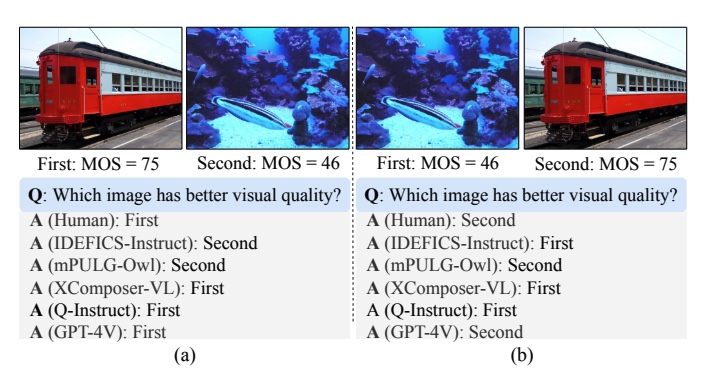 First: MOS = 75
Second: MOS = 46
Q: Which image has better visual quality?
A (Human): First
A (IDEFICS-Instruct): Second
A (mPULG-Owl): Second
A (XComposer-VL): First
A (Q-Instruct): First
A (GPT-4V): First
(a)
First: MOS = 46
Second: MOS = 75
Q: Which image has better visual quality?
A (Human): Second
A (IDEFICS-Instruct): First
A (mPULG-Owl): Second
A (XComposer-VL): First
A (Q-Instruct): First
A (GPT-4V): Second
(b)